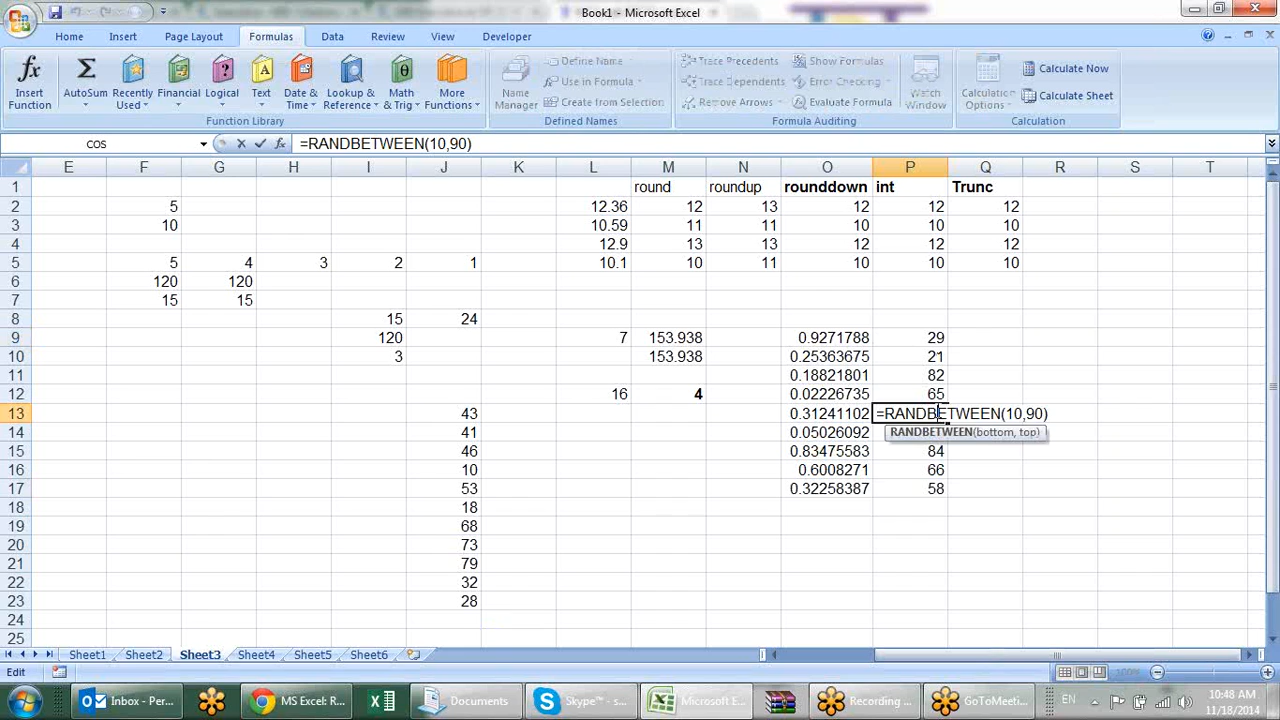 Book1 - Microsoft Excel
Home Insert Page Layout Formulas Data Review View Developer
Insert Function
AutoSum
Recently Used
Financial
Logical
Text
Date & Time
Lookup & Reference
Math & Trig
More Functions
Function Library
Name Manager
Define Name
Use in Formula
Create from Selection
Defined Names
Trace Precedents
Trace Dependents
Remove Arrows
Show Formulas
Error Checking
Evaluate Formula
Watch Window
Formula Auditing
Calculation Options
Calculate Now
Calculate Sheet
Calculation
COS =RANDBETWEEN(10,90)
E F G H I J K L M N O P Q R S T
1 round roundup rounddown int Trunc
2 5 12.36 12 13 12 12 12
3 10 10.59 11 11 10 10 10
4 12.9 13 13 12 12 12
5 5 4 3 2 1 10.1 10 11 10 10 10
6 120 120
7 15 15
8 15 24
9 120 7 153.938 0.9271788 29
10 3 153.938 0.25363675 21
11 0.18821801 82
12 16 4 0.02226735 65
13 43 0.31241102 =RANDBETWEEN(10,90)
14 41 0.05026092 RANDBETWEEN(bottom, top)
15 46 0.83475583 84
16 10 0.6008271 66
17 53 0.32258387 58
18 18
19 68
20 73
21 79
22 32
23 28
24
25
Sheet1 Sheet2 Sheet3 Sheet4 Sheet5 Sheet6
Edit 100%
Inbox - Per... MS Excel: R... Documents... Skype™ - s... Microsoft ... Recording ... GoToMeeti... EN 10:48 AM
11/18/2014